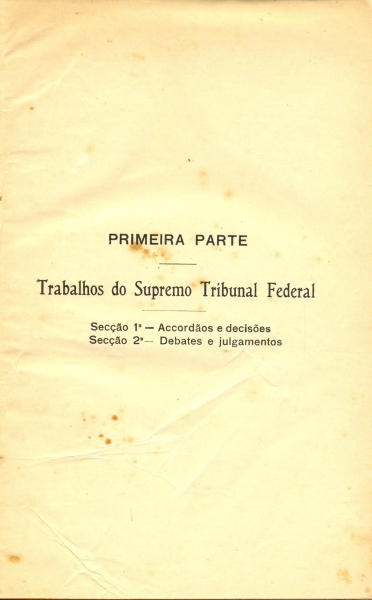 PRIMEIRA PARTE
Trabalhos do Supremo Tribunal Federal
Secção 1ª — Accordãos e decisões
Secção 2ª — Debates e julgamentos